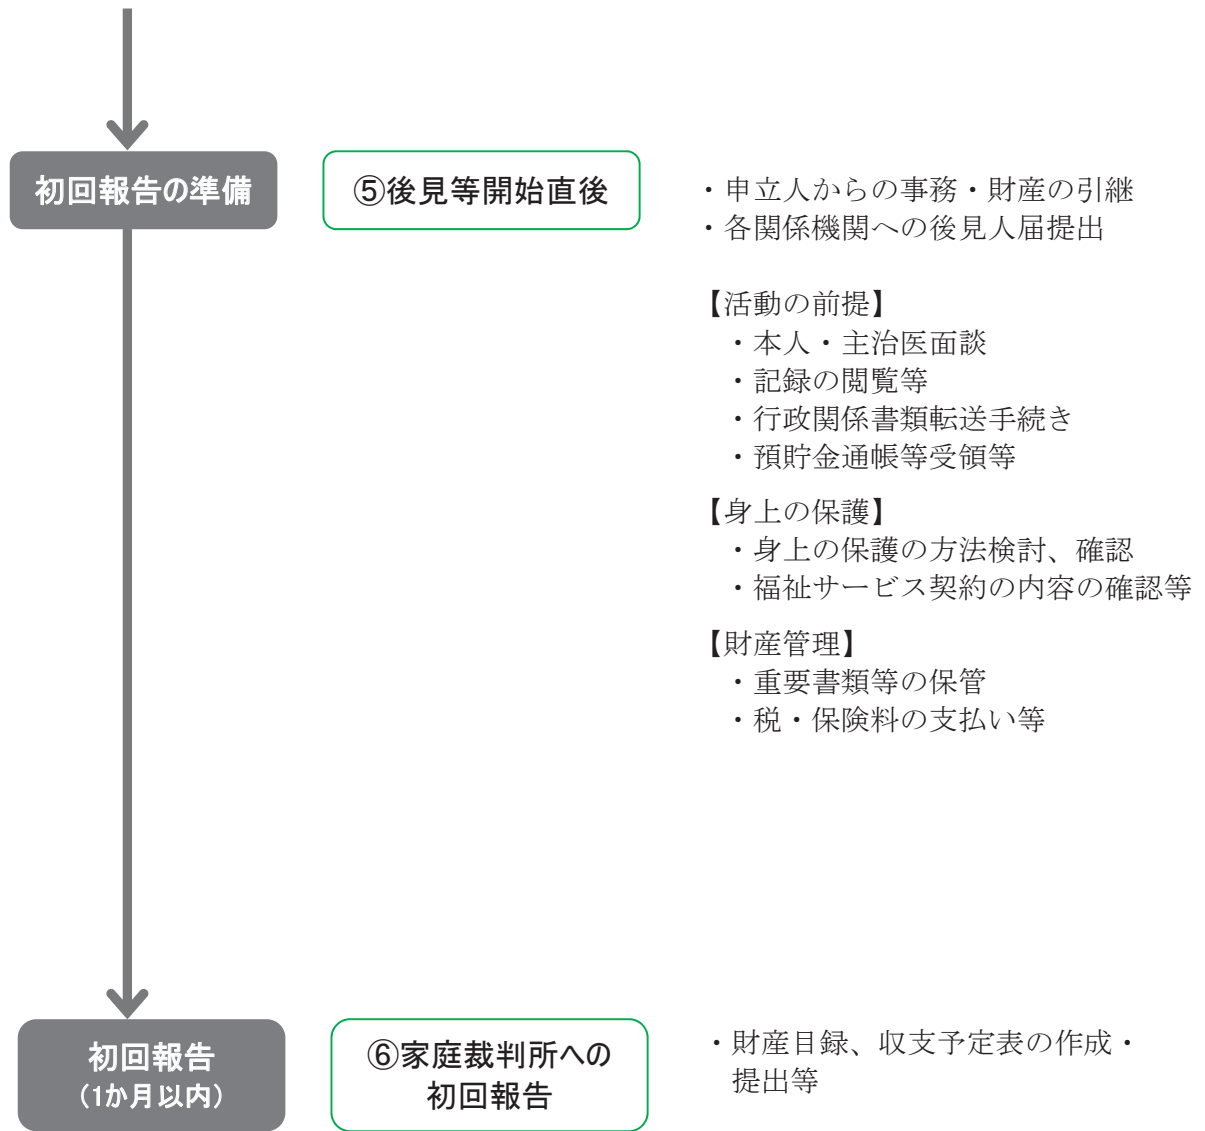 初回報告の準備
⑤後見等開始直後
・申立人からの事務・財産の引継
・各関係機関への後見人届提出
【活動の前提】
・本人・主治医面談
・記録の閲覧等
・行政関係書類転送手続き
・預貯金通帳等受領等
【身上の保護】
・身上の保護の方法検討、確認
・福祉サービス契約の内容の確認等
【財産管理】
・重要書類等の保管
・税・保険料の支払い等
初回報告
（1か月以内）
⑥家庭裁判所への
初回報告
・財産目録、収支予定表の作成・
提出等